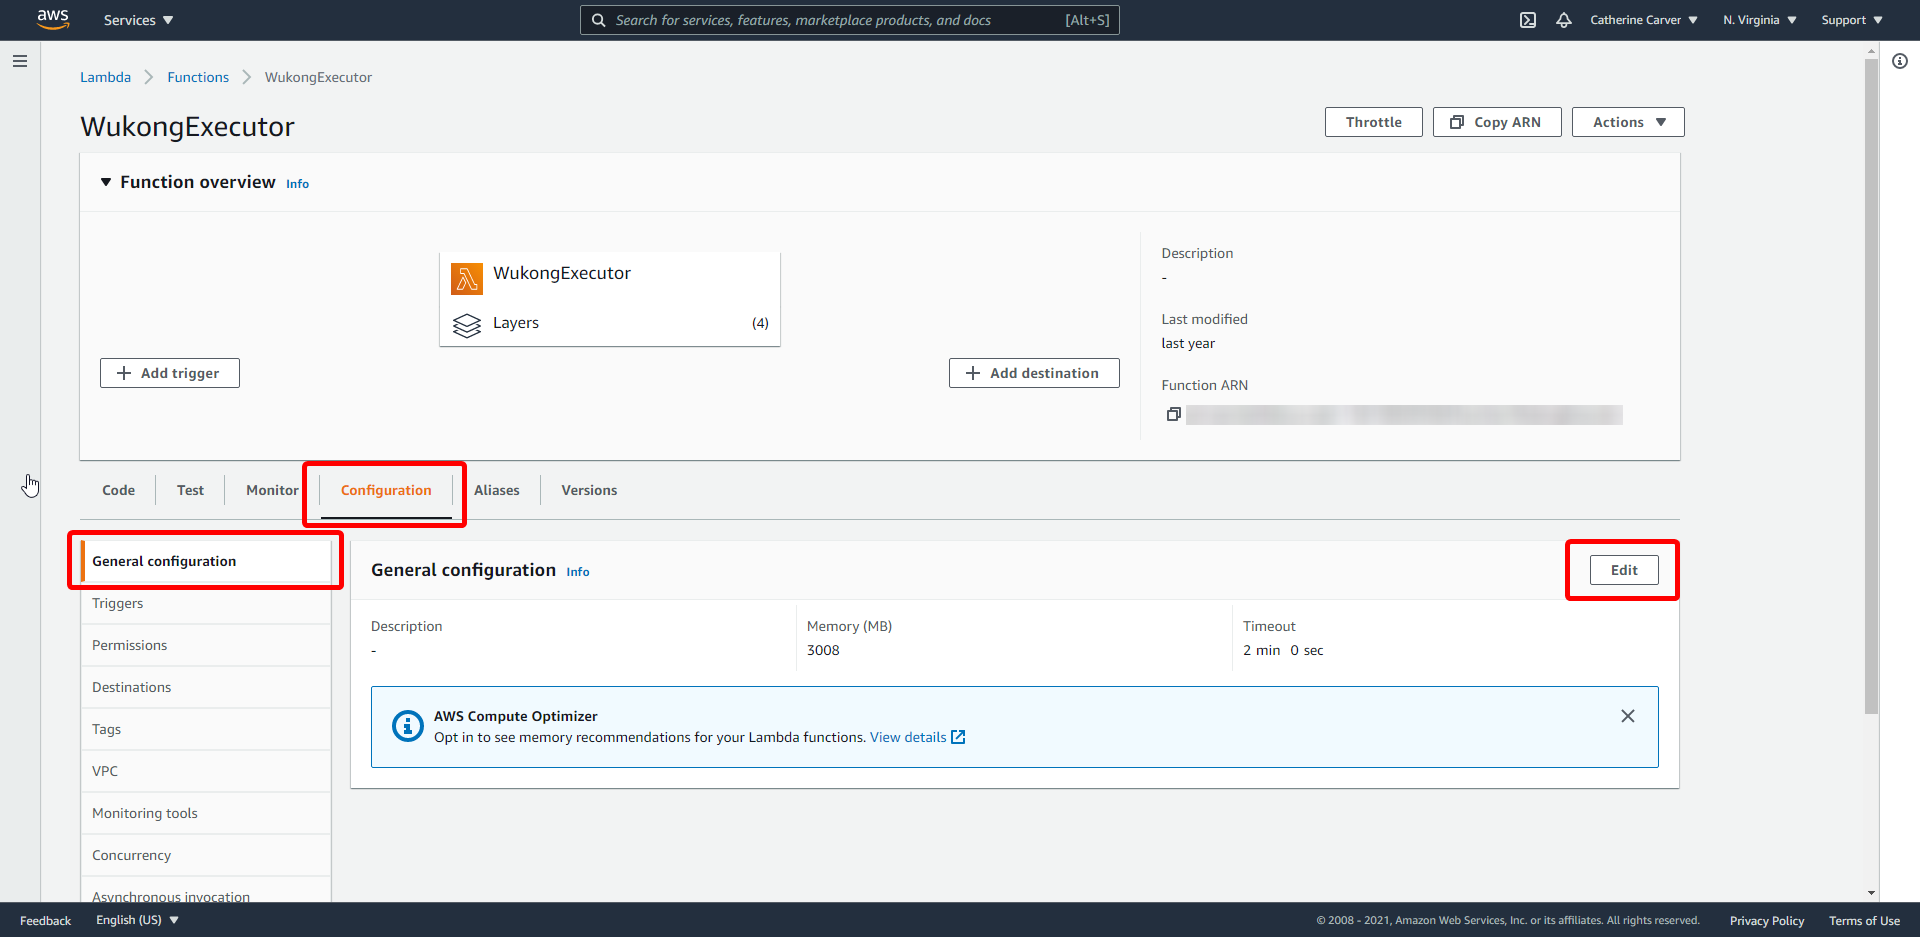 aws Services Search for services, features, marketplace products, and docs [Alt+S] Catherine Carver N. Virginia Support
Lambda Functions WukongExecutor
WukongExecutor
Throttle Copy ARN Actions
Function overview Info
WukongExecutor
Layers (4)
Add trigger
Add destination
Description
-
Last modified
last year
Function ARN
Code Test Monitor Configuration Aliases Versions
General configuration
Triggers
Permissions
Destinations
Tags
VPC
Monitoring tools
Concurrency
Asynchronous invocation
General configuration Info
Edit
Description
-
Memory (MB)
3008
Timeout
2 min 0 sec
AWS Compute Optimizer
Opt in to see memory recommendations for your Lambda functions. View details
Feedback English (US) © 2008 - 2021, Amazon Web Services, Inc. or its affiliates. All rights reserved. Privacy Policy Terms of Use